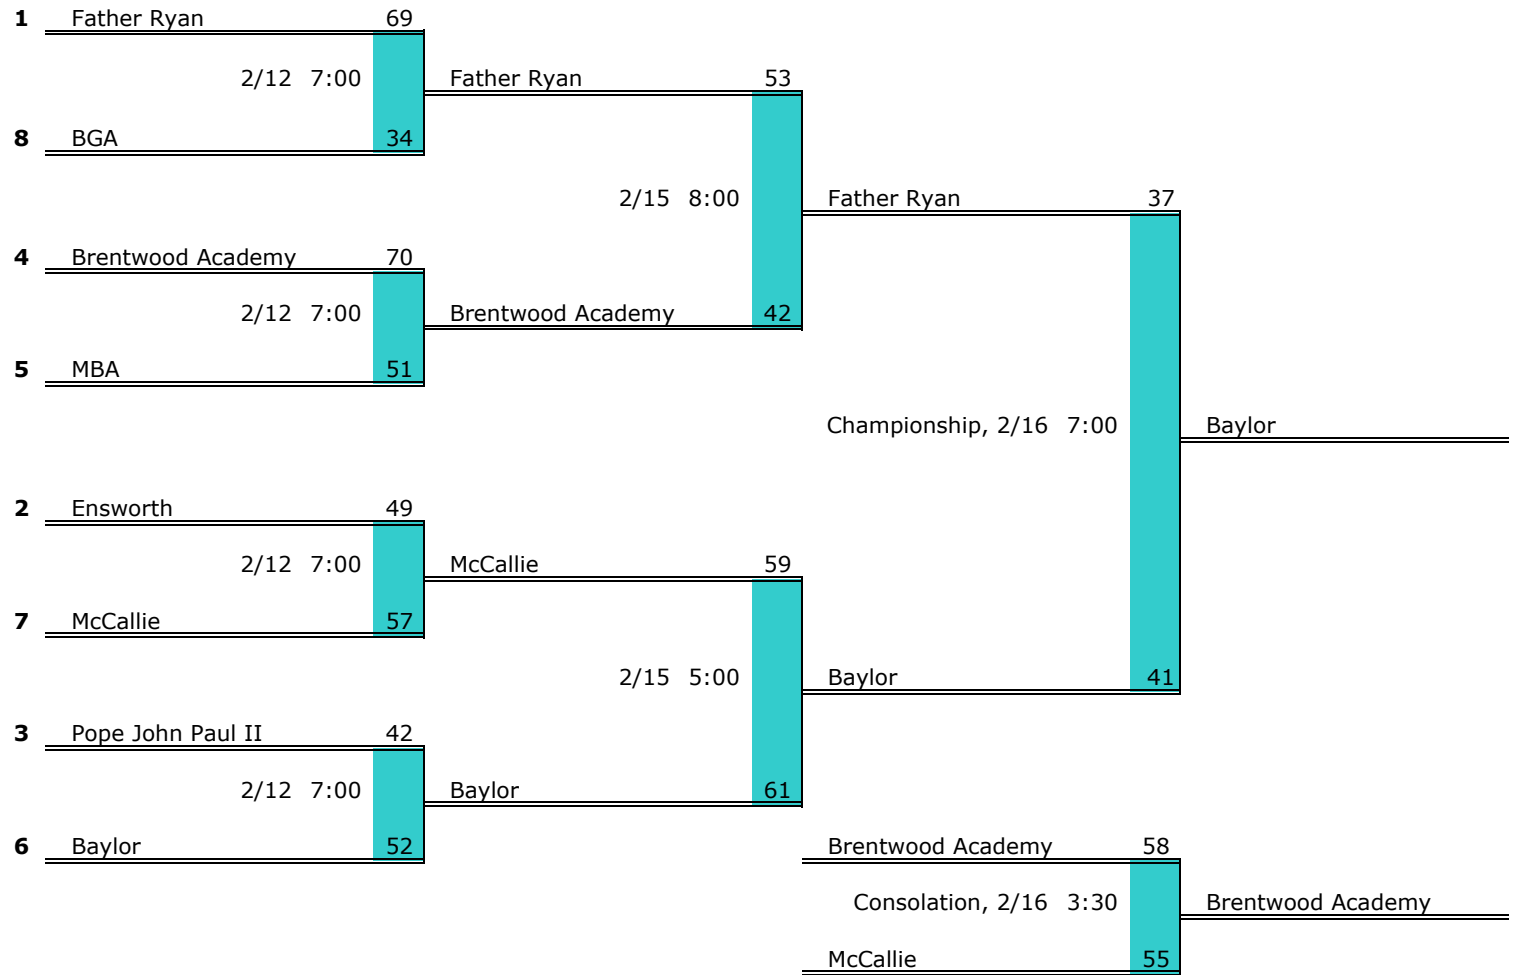 1 Father Ryan 69
2/12 7:00 Father Ryan 53
8 BGA 34
2/15 8:00 Father Ryan 37
4 Brentwood Academy 70
2/12 7:00 Brentwood Academy 42
5 MBA 51
Championship, 2/16 7:00 Baylor
2 Ensworth 49
2/12 7:00 McCallie 59
7 McCallie 57
2/15 5:00 Baylor 41
3 Pope John Paul II 42
2/12 7:00 Baylor 61
6 Baylor 52 Brentwood Academy 58
Consolation, 2/16 3:30 Brentwood Academy
McCallie 55